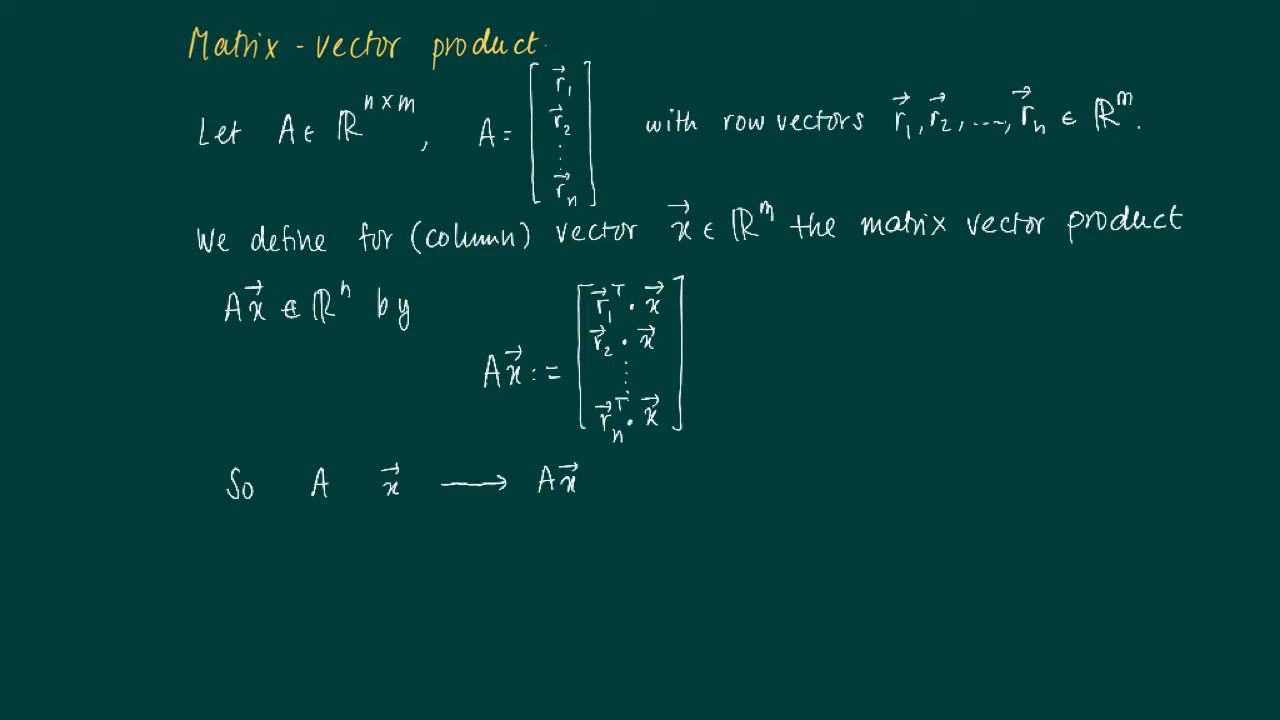 Matrix - vector product
Let A ∈ ℝ^{n×m}, A = [r⃗₁ r⃗₂ ⋮ r⃗ₙ] with row vectors r⃗₁, r⃗₂, ...., r⃗ₙ ∈ ℝ^m.
We define for (column) vector x⃗ ∈ ℝ^m the matrix vector product
Ax⃗ ∈ ℝ^n by
Ax⃗ := [r⃗₁ᵀ · x⃗ r⃗₂ · x⃗ ⋮ r⃗ₙᵀ · x⃗]
So A x⃗ ⟶ Ax⃗